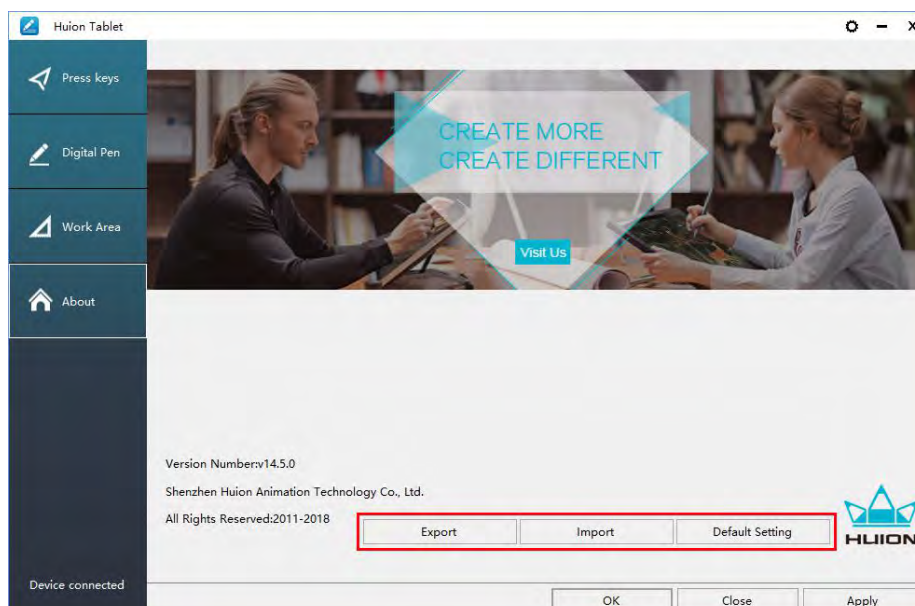 Huion Tablet
Press keys
Digital Pen
Work Area
About
CREATE MORE
CREATE DIFFERENT
Visit Us
Version Number:v14.5.0
Shenzhen Huion Animation Technology Co., Ltd.
All Rights Reserved:2011-2018
Export Import Default Setting
HUION
Device connected
OK Close Apply